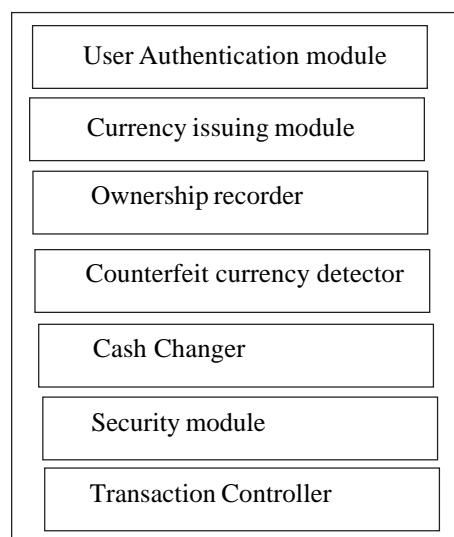 User Authentication module
Currency issuing module
Ownership recorder
Counterfeit currency detector
Cash Changer
Security module
Transaction Controller